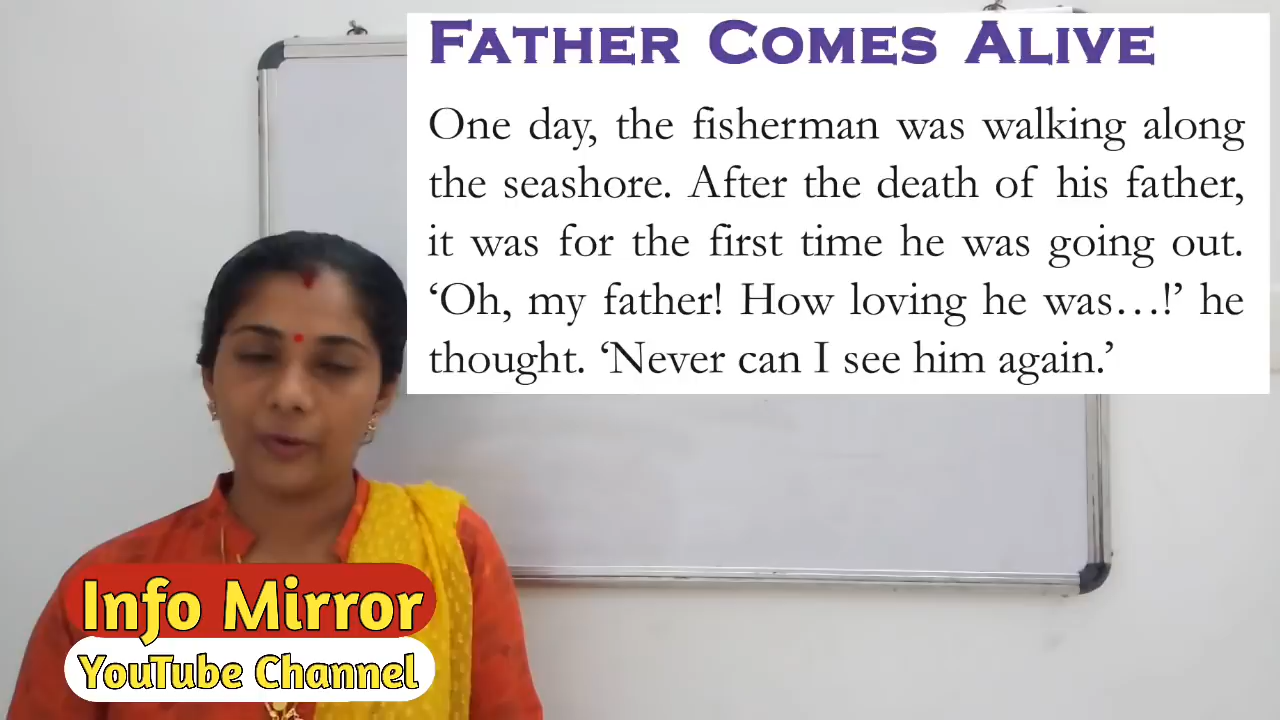 FATHER COMES ALIVE
One day, the fisherman was walking along
the seashore. After the death of his father,
it was for the first time he was going out.
‘Oh, my father! How loving he was…!’ he
thought. ‘Never can I see him again.’
Info Mirror
YouTube Channel